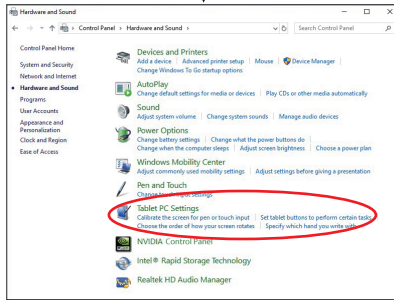 Hardware and Sound
Control Panel > Hardware and Sound >
Search Control Panel
Control Panel Home
System and Security
Network and Internet
Hardware and Sound
Programs
User Accounts
Appearance and
Personalization
Clock and Region
Ease of Access
Devices and Printers
Add a device | Advanced printer setup | Mouse | Device Manager |
Change Windows To Go startup options
AutoPlay
Change default settings for media or devices | Play CDs or other media automatically
Sound
Adjust system volume | Change system sounds | Manage audio devices
Power Options
Change battery settings | Change what the power buttons do |
Change when the computer sleeps | Adjust screen brightness | Choose a power plan
Windows Mobility Center
Adjust commonly used mobility settings | Adjust settings before giving a presentation
Pen and Touch
Change touch input settings
Tablet PC Settings
Calibrate the screen for pen or touch input | Set tablet buttons to perform certain tasks
Choose the order of how your screen rotates | Specify which hand you write with
NVIDIA Control Panel
Intel® Rapid Storage Technology
Realtek HD Audio Manager